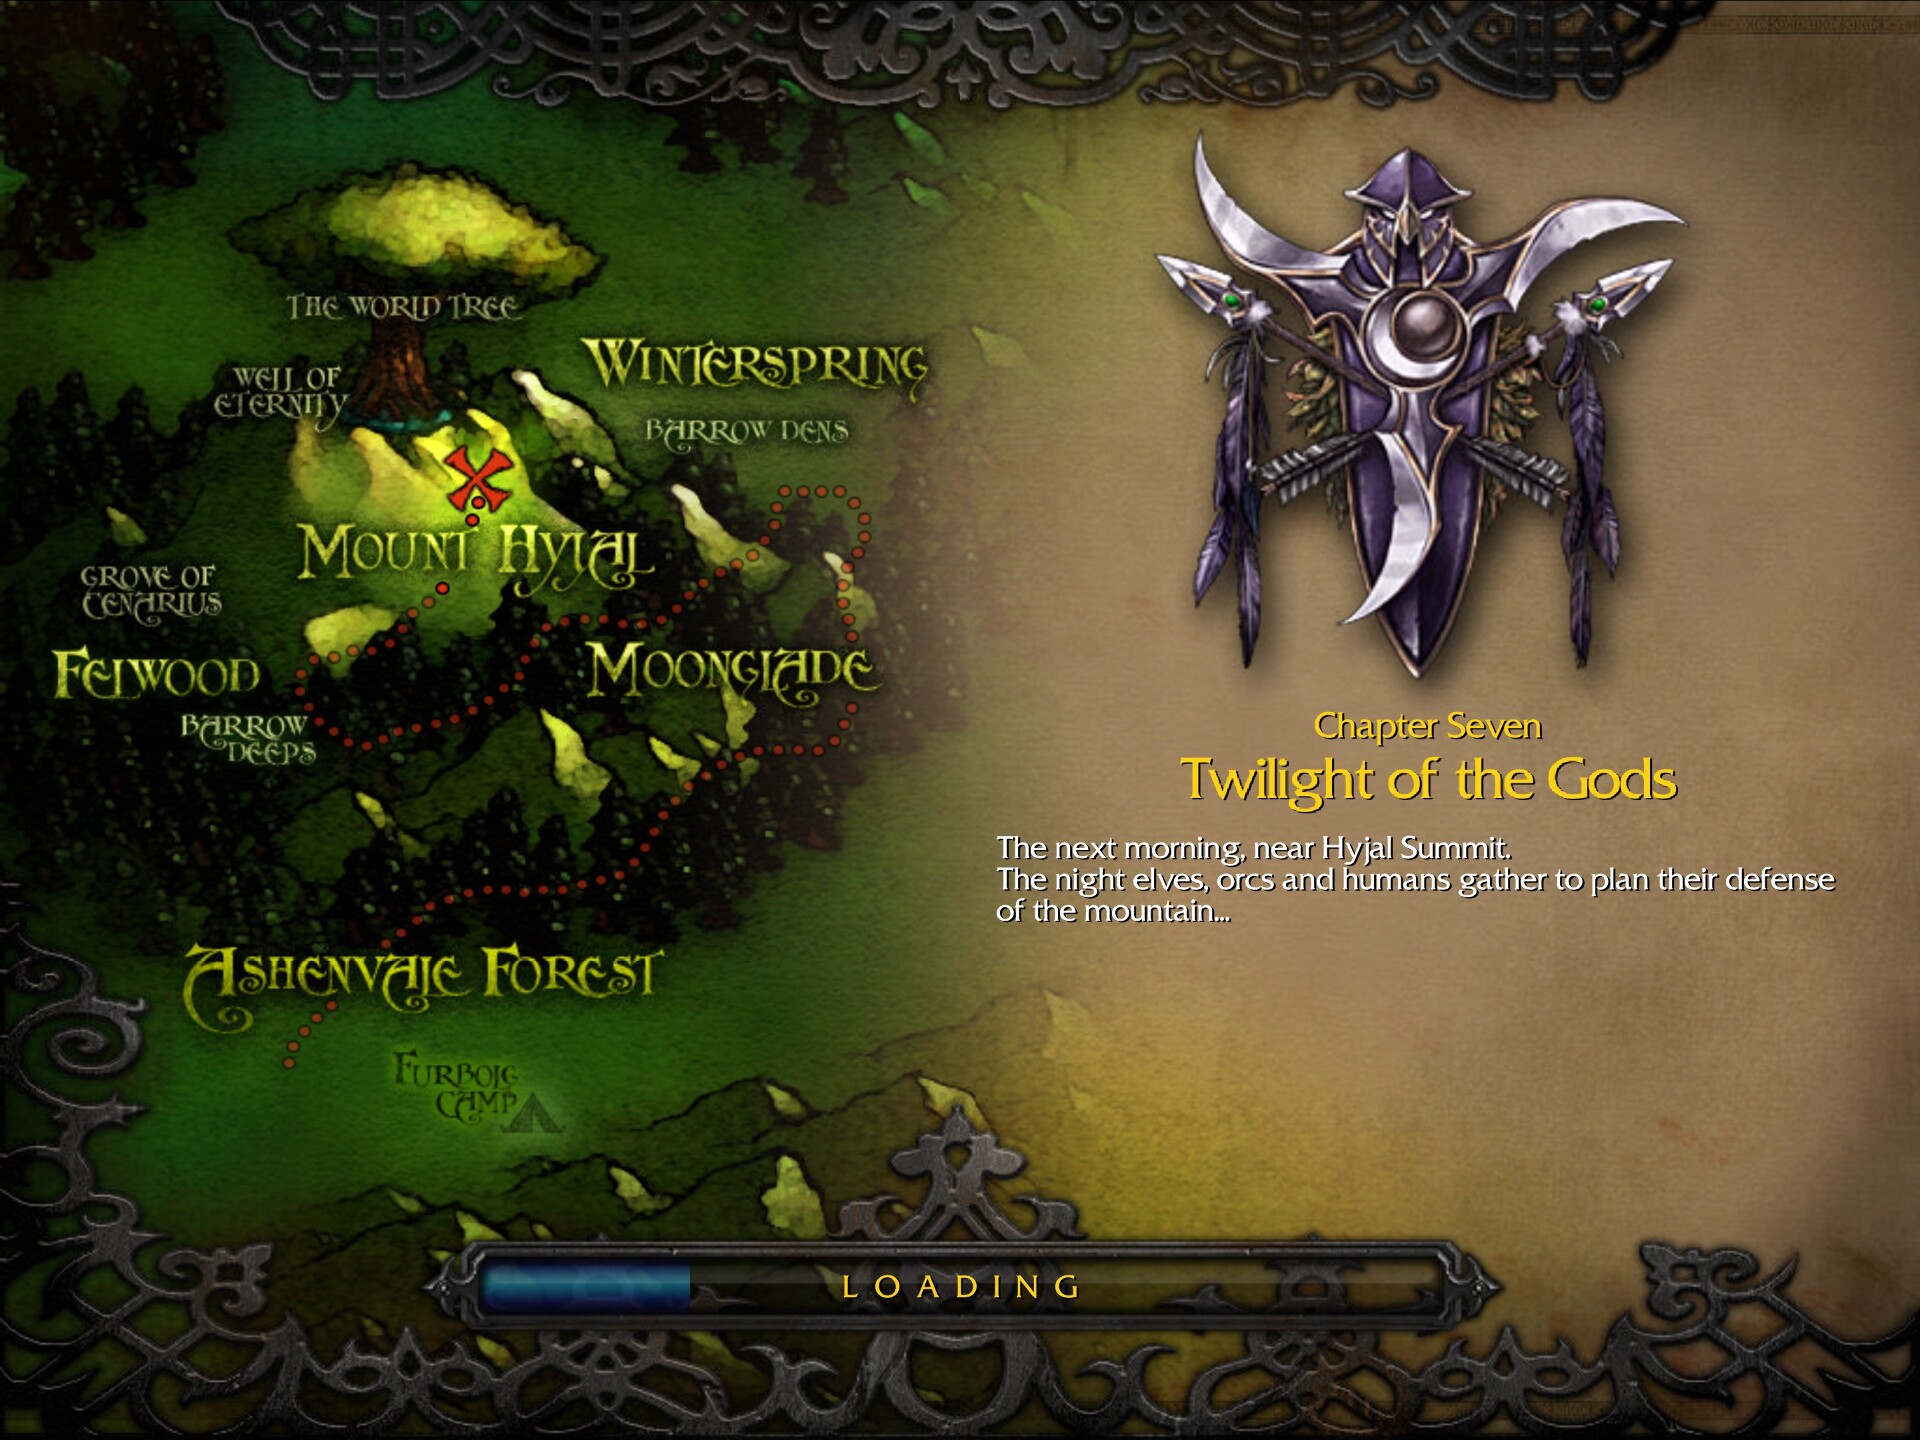 THE WORLD TREE
WELL OF
ETERNITY
WINTERSPRING
BARROW DENS
MOUNT HYJAL
GROVE OF
CENARIUS
FELWOOD
MOONGLADE
BARROW
DEEPS
ASHENVALE FOREST
FURBOLG
CAMP
Chapter Seven
Twilight of the Gods
The next morning, near Hyjal Summit.
The night elves, orcs and humans gather to plan their defense
of the mountain...
LOADING